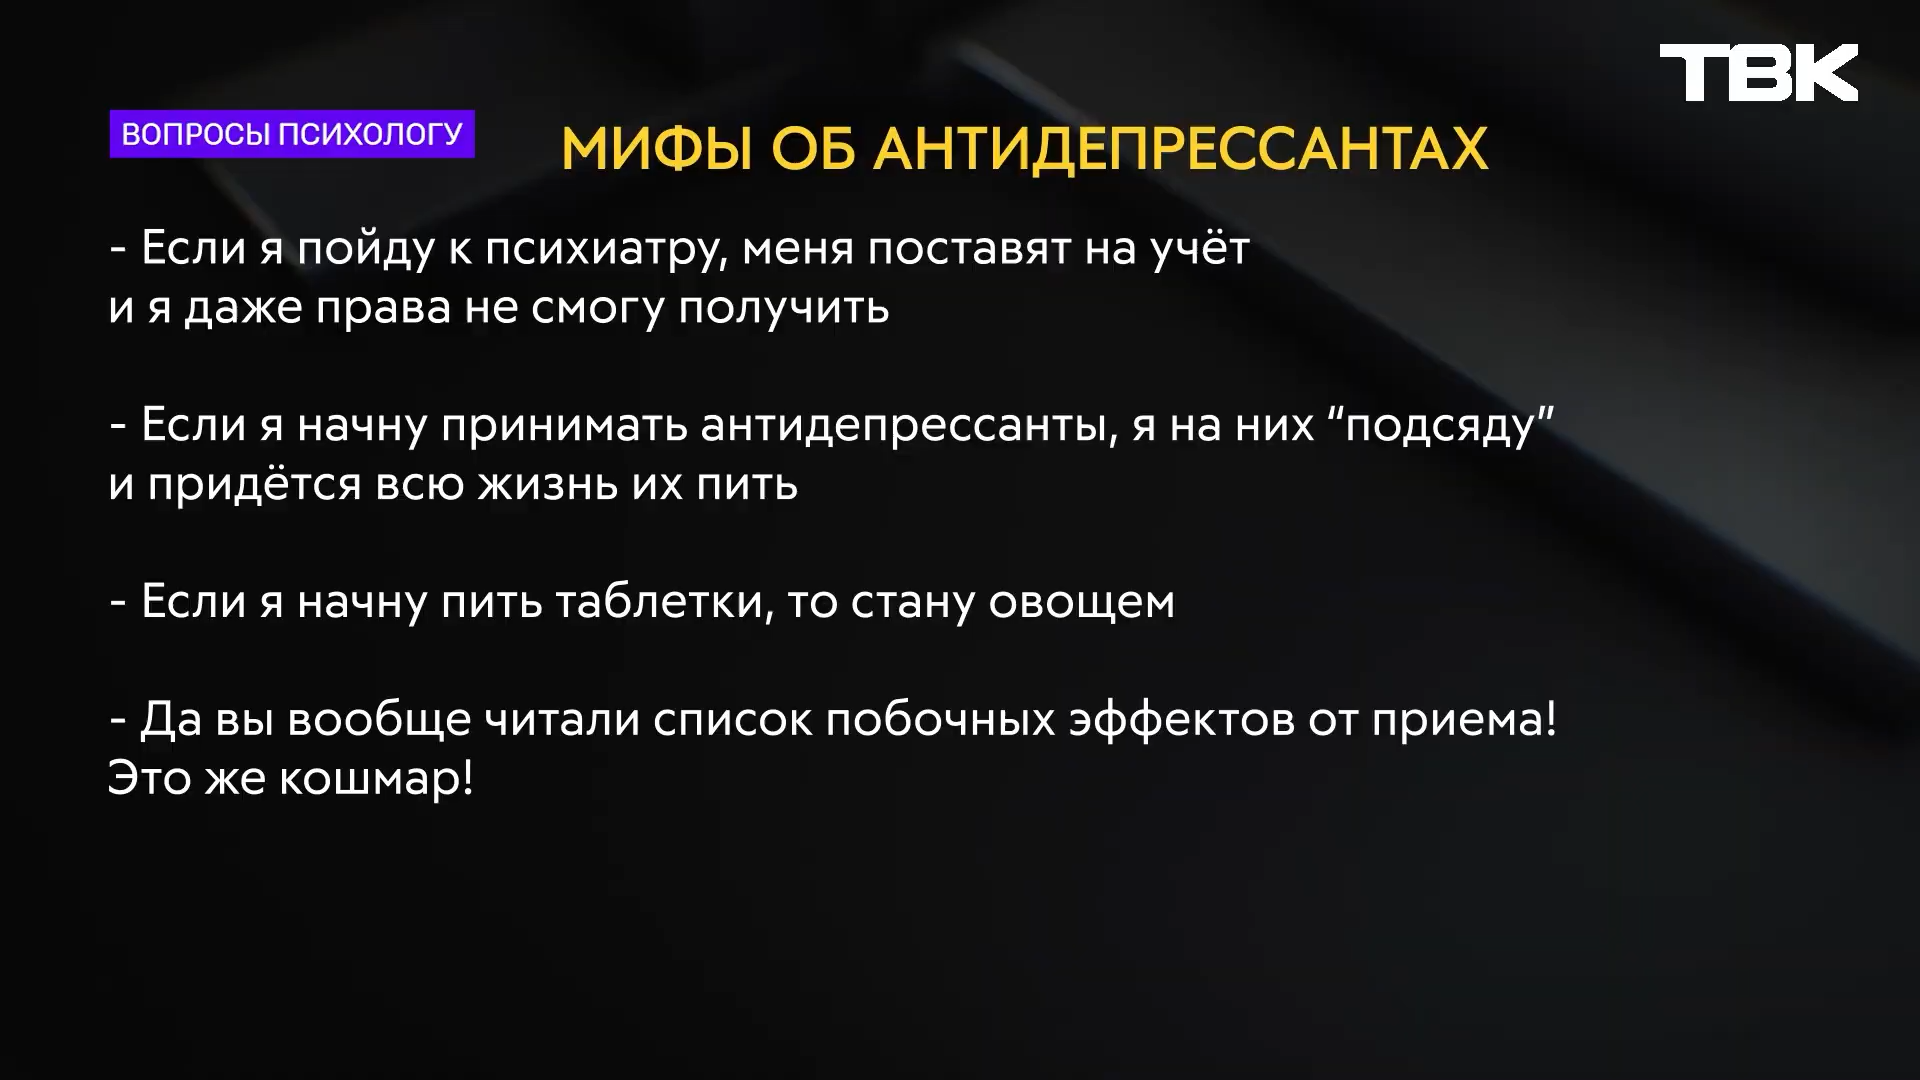 ТВК
ВОПРОСЫ ПСИХОЛОГУ
МИФЫ ОБ АНТИДЕПРЕССАНТАХ
- Если я пойду к психиатру, меня поставят на учёт
и я даже права не смогу получить
- Если я начну принимать антидепрессанты, я на них “подсяду”
и придётся всю жизнь их пить
- Если я начну пить таблетки, то стану овощем
- Да вы вообще читали список побочных эффектов от приема!
Это же кошмар!